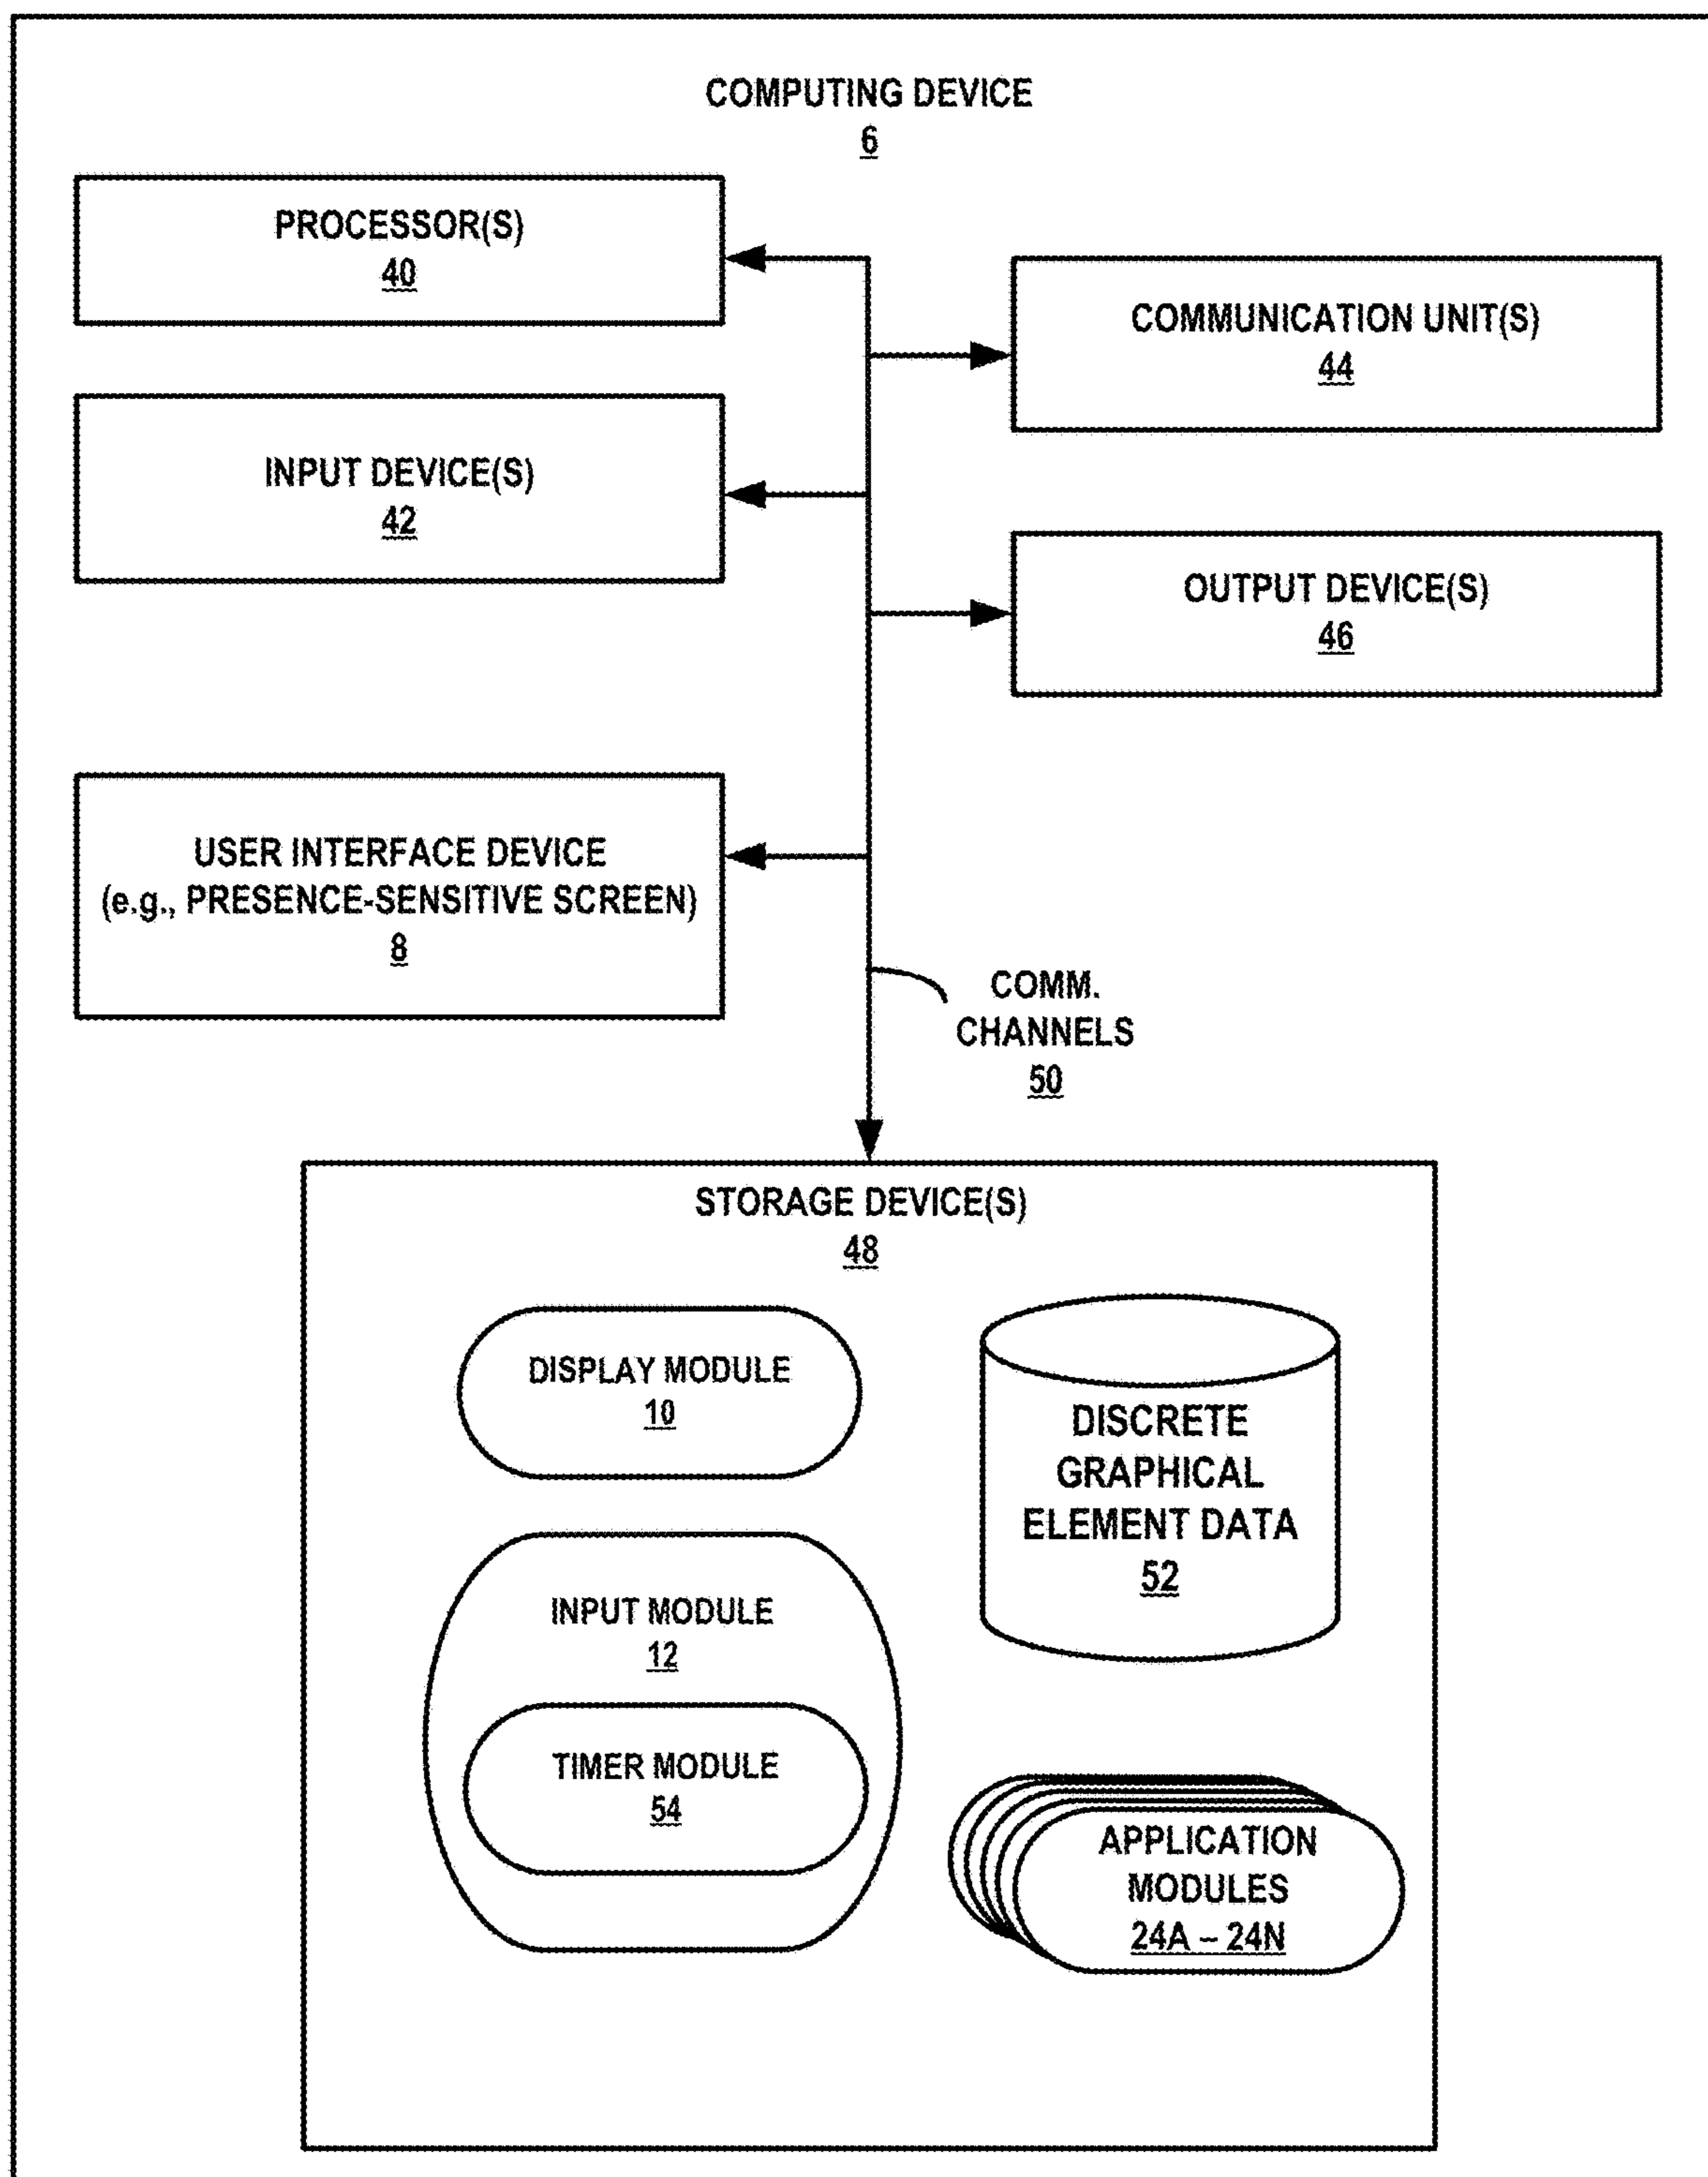 COMPUTING DEVICE
6
PROCESSOR(S)
40
COMMUNICATION UNIT(S)
44
INPUT DEVICE(S)
42
OUTPUT DEVICE(S)
46
USER INTERFACE DEVICE
(e.g., PRESENCE-SENSITIVE SCREEN)
8
COMM.
CHANNELS
50
STORAGE DEVICE(S)
48
DISPLAY MODULE
10
DISCRETE
GRAPHICAL
ELEMENT DATA
52
INPUT MODULE
12
TIMER MODULE
54
APPLICATION
MODULES
24A – 24N